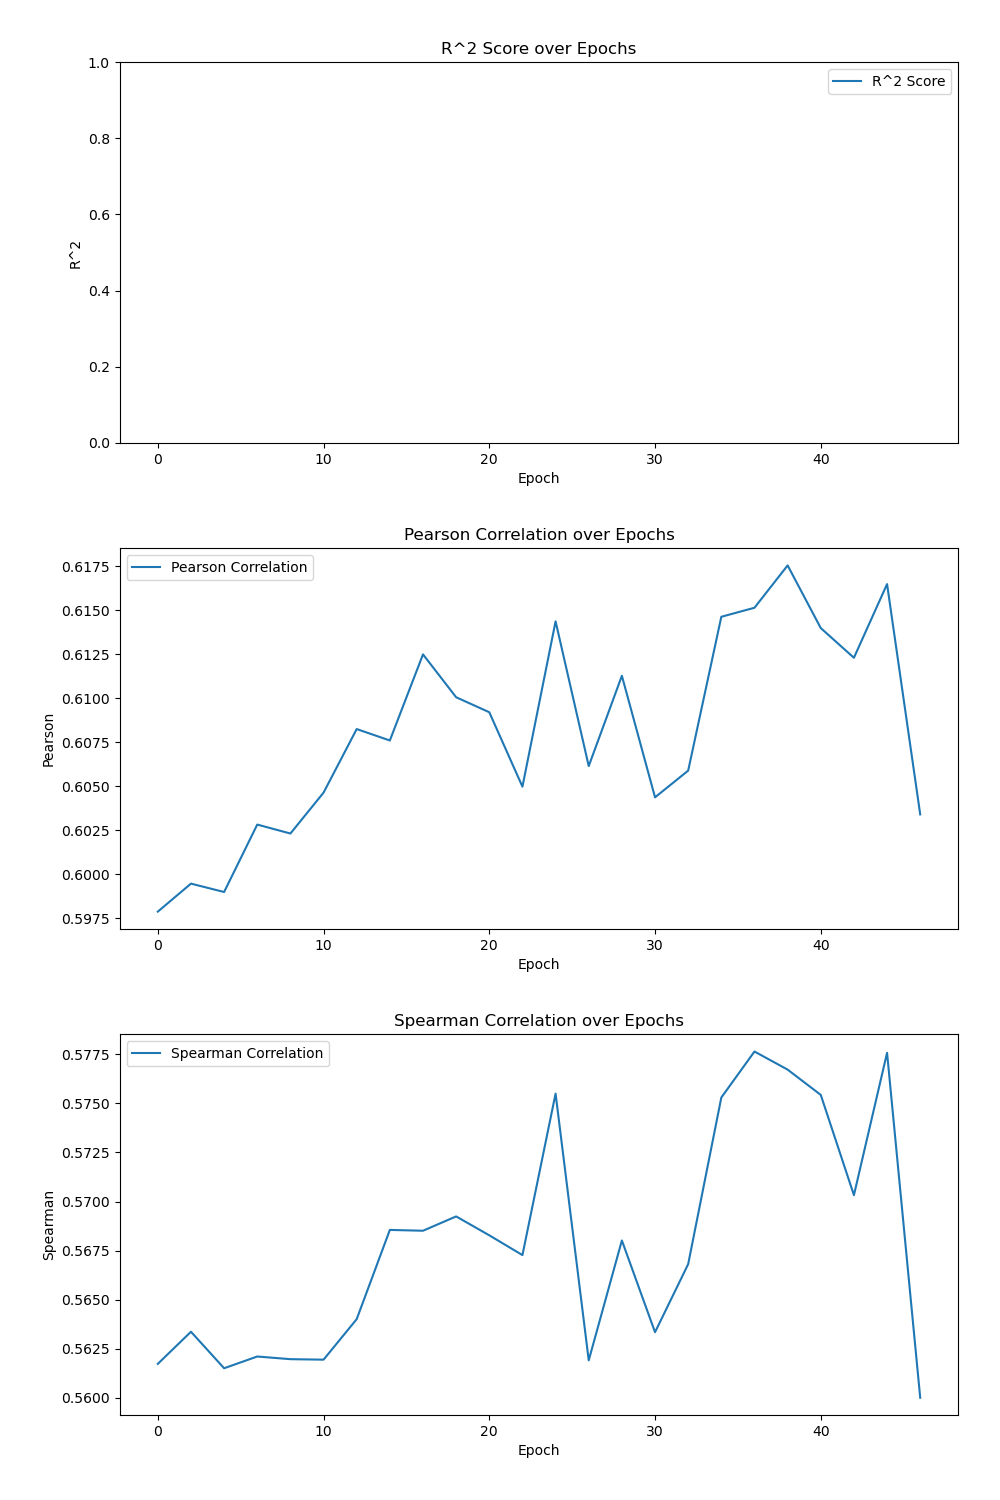 R^2 Score over Epochs
R^2 Score
1.0
0.8
0.6
0.4
0.2
0.0
R^2
0 10 20 30 40
Epoch
Pearson Correlation over Epochs
Pearson Correlation
0.6175
0.6150
0.6125
0.6100
0.6075
0.6050
0.6025
0.6000
0.5975
Pearson
0 10 20 30 40
Epoch
Spearman Correlation over Epochs
Spearman Correlation
0.5775
0.5750
0.5725
0.5700
0.5675
0.5650
0.5625
0.5600
Spearman
0 10 20 30 40
Epoch